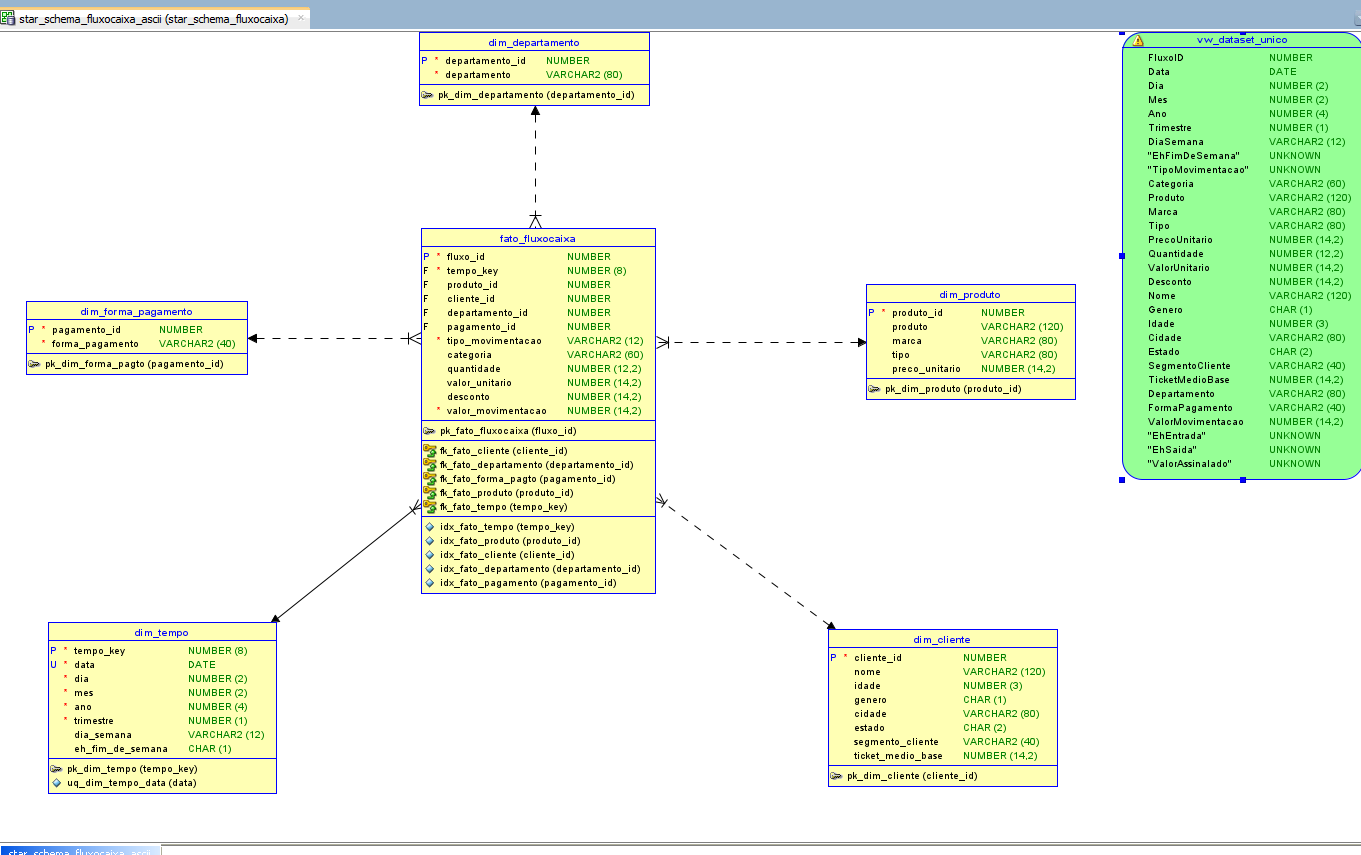 star_schema_fluxocaixa_ascii (star_schema_fluxocaixa)
dim_departamento
P * departamento_id NUMBER
* departamento VARCHAR2 (80)
pk_dim_departamento (departamento_id)
fato_fluxocaixa
P * fluxo_id NUMBER
F * tempo_key NUMBER (8)
F produto_id NUMBER
F cliente_id NUMBER
F departamento_id NUMBER
F pagamento_id NUMBER
* tipo_movimentacao VARCHAR2 (12)
categoria VARCHAR2 (60)
quantidade NUMBER (12,2)
valor_unitario NUMBER (14,2)
desconto NUMBER (14,2)
* valor_movimentacao NUMBER (14,2)
pk_fato_fluxocaixa (fluxo_id)
fk_fato_cliente (cliente_id)
fk_fato_departamento (departamento_id)
fk_fato_forma_pagto (pagamento_id)
fk_fato_produto (produto_id)
fk_fato_tempo (tempo_key)
idx_fato_tempo (tempo_key)
idx_fato_produto (produto_id)
idx_fato_cliente (cliente_id)
idx_fato_departamento (departamento_id)
idx_fato_pagamento (pagamento_id)
dim_forma_pagamento
P * pagamento_id NUMBER
* forma_pagamento VARCHAR2 (40)
pk_dim_forma_pagto (pagamento_id)
dim_produto
P * produto_id NUMBER
produto VARCHAR2 (120)
marca VARCHAR2 (80)
tipo VARCHAR2 (80)
preco_unitario NUMBER (14,2)
pk_dim_produto (produto_id)
dim_tempo
P * tempo_key NUMBER (8)
U * data DATE
* dia NUMBER (2)
* mes NUMBER (2)
* ano NUMBER (4)
* trimestre NUMBER (1)
dia_semana VARCHAR2 (12)
eh_fim_de_semana CHAR (1)
pk_dim_tempo (tempo_key)
uq_dim_tempo_data (data)
dim_cliente
P * cliente_id NUMBER
nome VARCHAR2 (120)
idade NUMBER (3)
genero CHAR (1)
cidade VARCHAR2 (80)
estado CHAR (2)
segmento_cliente VARCHAR2 (40)
ticket_medio_base NUMBER (14,2)
pk_dim_cliente (cliente_id)
vw_dataset_unico
FluxoID NUMBER
Data DATE
Dia NUMBER (2)
Mes NUMBER (2)
Ano NUMBER (4)
Trimestre NUMBER (1)
DiaSemana VARCHAR2 (12)
"EhFimDeSemana" UNKNOWN
"TipoMovimentacao" UNKNOWN
Categoria VARCHAR2 (60)
Produto VARCHAR2 (120)
Marca VARCHAR2 (80)
Tipo VARCHAR2 (80)
PrecoUnitario NUMBER (14,2)
Quantidade NUMBER (12,2)
ValorUnitario NUMBER (14,2)
Desconto NUMBER (14,2)
Nome VARCHAR2 (120)
Genero CHAR (1)
Idade NUMBER (3)
Cidade VARCHAR2 (80)
Estado CHAR (2)
SegmentoCliente VARCHAR2 (40)
TicketMedioBase NUMBER (14,2)
Departamento VARCHAR2 (80)
FormaPagamento VARCHAR2 (40)
ValorMovimentacao NUMBER (14,2)
"EhEntrada" UNKNOWN
"EhSaida" UNKNOWN
"ValorAssinalado" UNKNOWN
star_schema_fluxocaixa_ascii